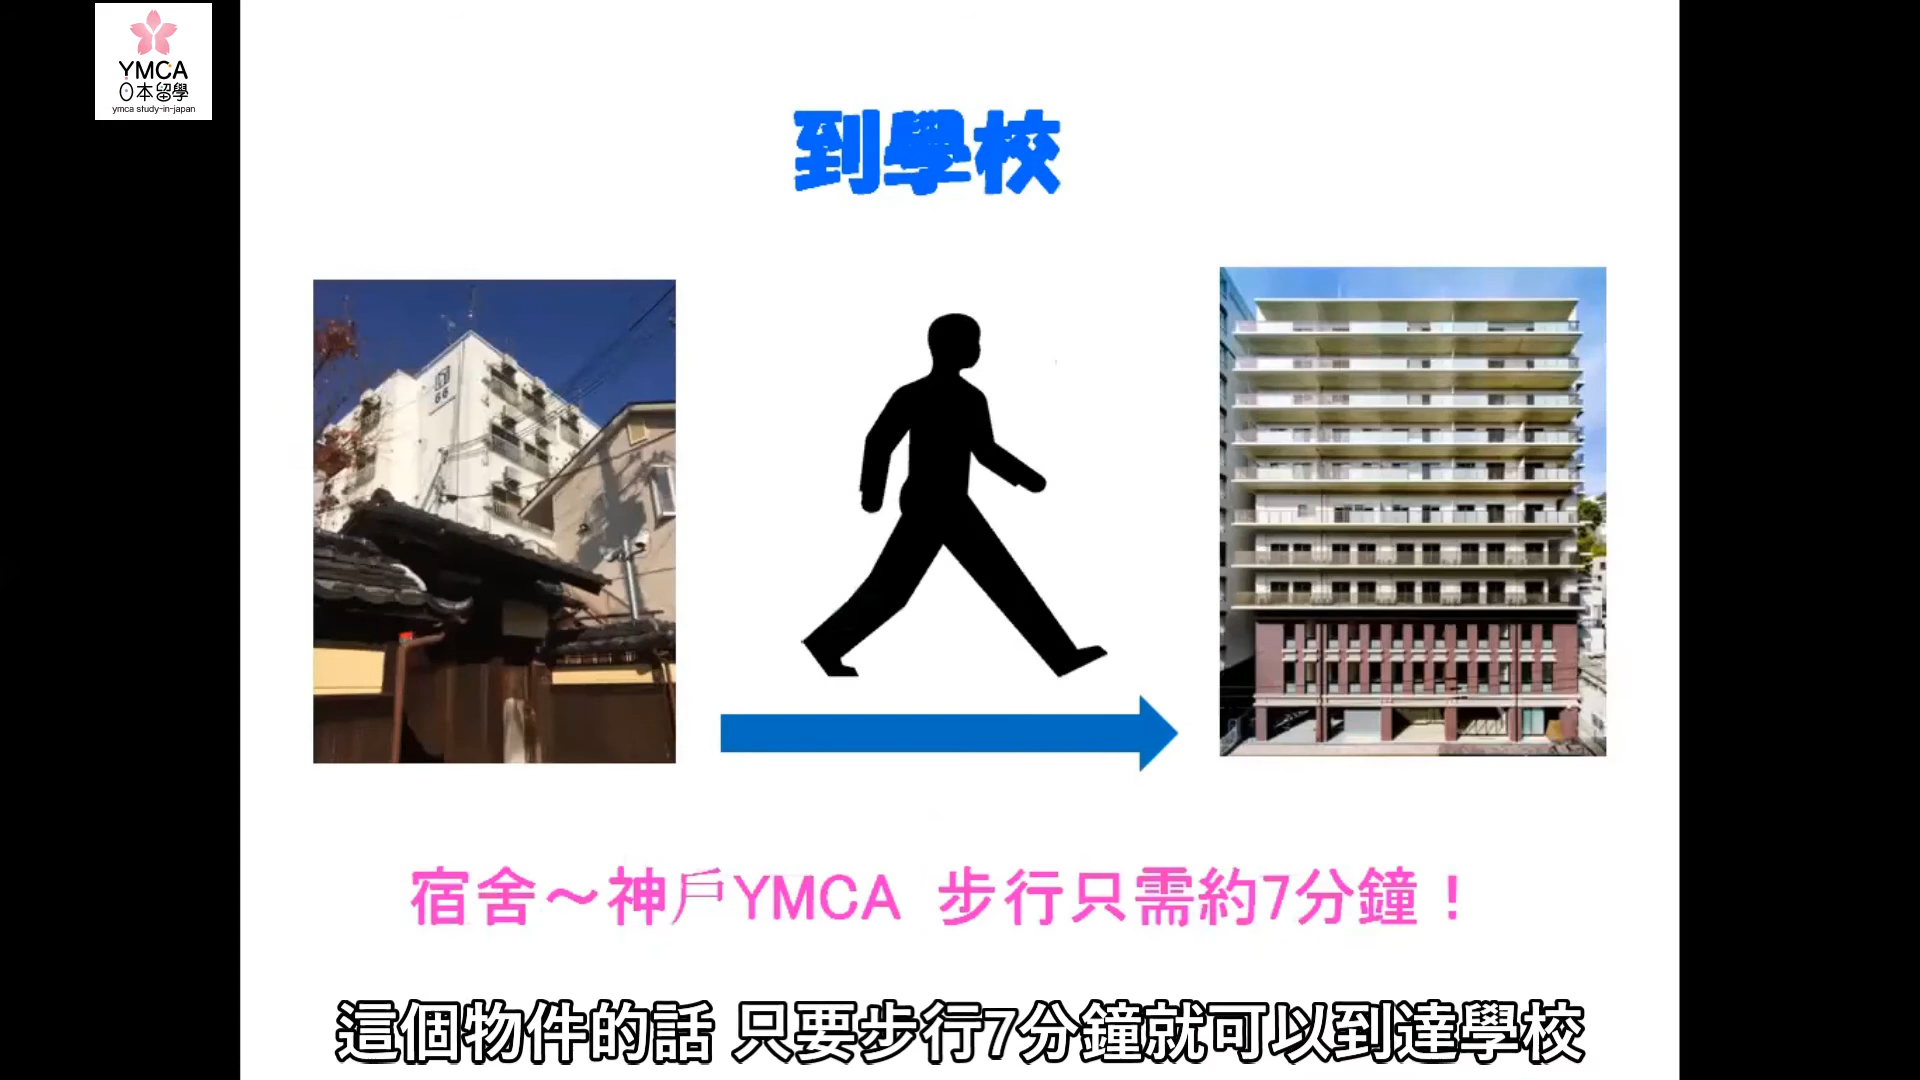 YMCA
日本留學
ymca study-in-japan
到學校
66
宿舍～神戶YMCA 步行只需約7分鐘！
這個物件的話 只要步行7分鐘就可以到達學校